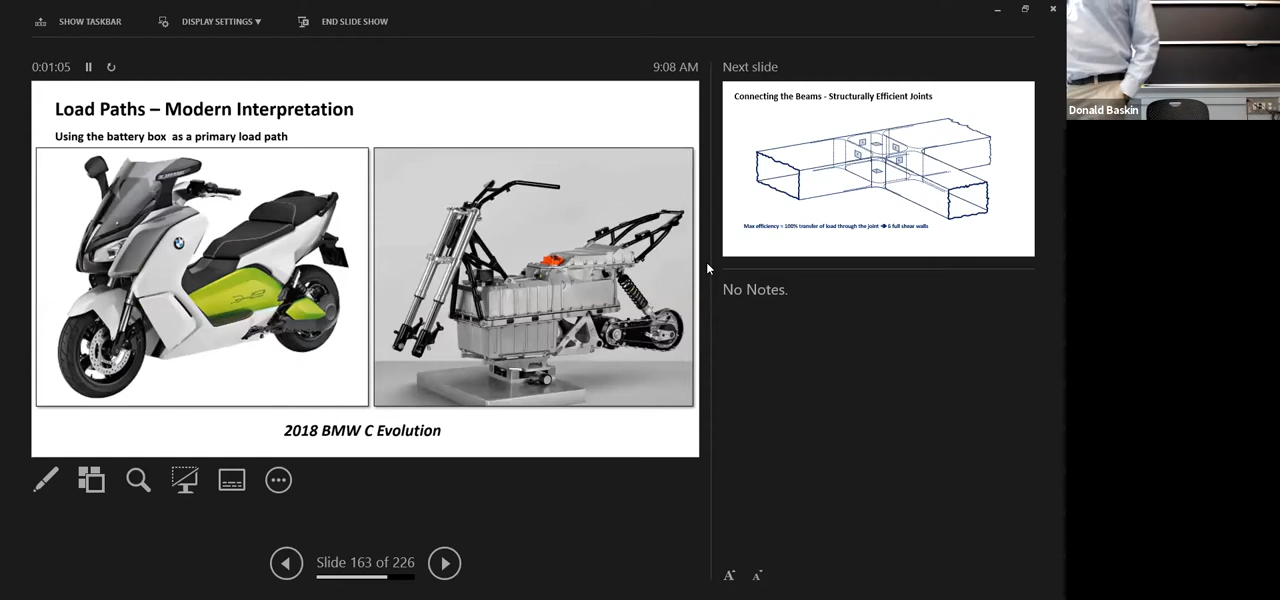 SHOW TASKBAR
DISPLAY SETTINGS ▼
END SLIDE SHOW
0:01:05
9:08 AM
Load Paths – Modern Interpretation
Using the battery box as a primary load path
2018 BMW C Evolution
Slide 163 of 226
Next slide
Connecting the Beams - Structurally Efficient Joints
Max efficiency = 100% transfer of load through the joint → 6 full shear walls
No Notes.
A A
Donald Baskin